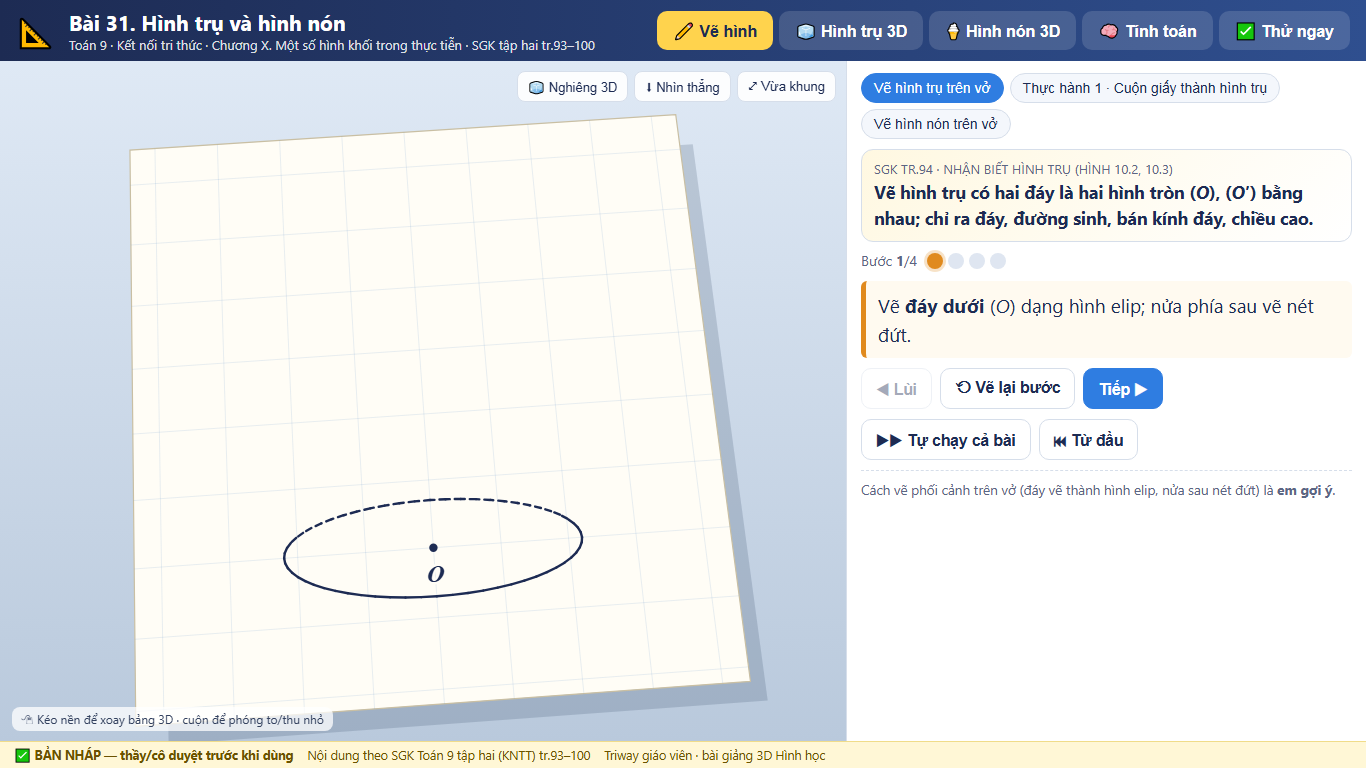 Bài 31. Hình trụ và hình nón
Toán 9 · Kết nối tri thức · Chương X. Một số hình khối trong thực tiễn · SGK tập hai tr.93–100
Vẽ hình
Hình trụ 3D
Hình nón 3D
Tính toán
Thử ngay
Nghiêng 3D
⬇ Nhìn thẳng
⤢ Vừa khung
O
Kéo nền để xoay bảng 3D · cuộn để phóng to/thu nhỏ
Vẽ hình trụ trên vở
Thực hành 1 · Cuộn giấy thành hình trụ
Vẽ hình nón trên vở
SGK TR.94 · NHẬN BIẾT HÌNH TRỤ (HÌNH 10.2, 10.3)
Vẽ hình trụ có hai đáy là hai hình tròn (O), (O′) bằng
nhau; chỉ ra đáy, đường sinh, bán kính đáy, chiều cao.
Bước 1/4
Vẽ đáy dưới (O) dạng hình elip; nửa phía sau vẽ nét
đứt.
◀ Lùi
⟲ Vẽ lại bước
Tiếp ▶
▶▶ Tự chạy cả bài
⏮ Từ đầu
Cách vẽ phối cảnh trên vở (đáy vẽ thành hình elip, nửa sau nét đứt) là em gợi ý.
✅ BẢN NHÁP — thầy/cô duyệt trước khi dùng
Nội dung theo SGK Toán 9 tập hai (KNTT) tr.93–100
Triway giáo viên · bài giảng 3D Hình học